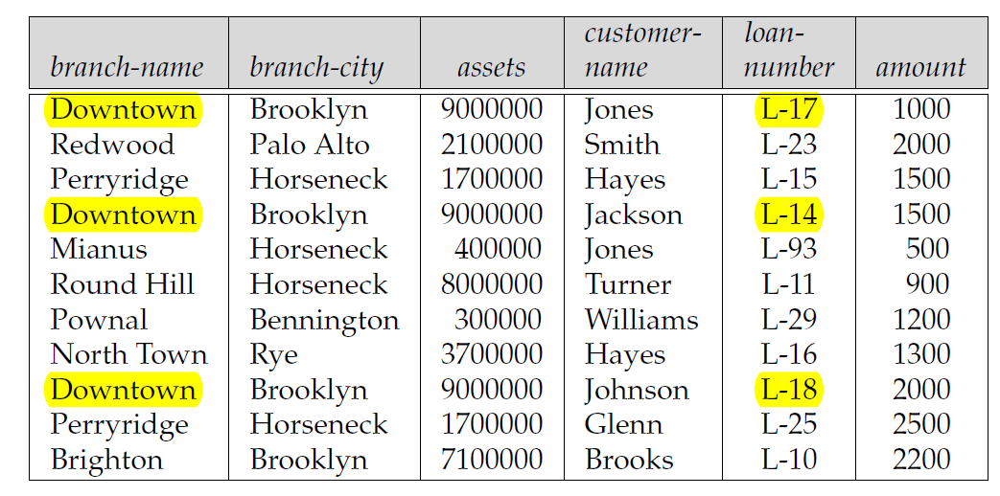 branch-name branch-city assets customer-name loan-number amount
Downtown Brooklyn 9000000 Jones L-17 1000
Redwood Palo Alto 2100000 Smith L-23 2000
Perryridge Horseneck 1700000 Hayes L-15 1500
Downtown Brooklyn 9000000 Jackson L-14 1500
Mianus Horseneck 400000 Jones L-93 500
Round Hill Horseneck 8000000 Turner L-11 900
Pownal Bennington 300000 Williams L-29 1200
North Town Rye 3700000 Hayes L-16 1300
Downtown Brooklyn 9000000 Johnson L-18 2000
Perryridge Horseneck 1700000 Glenn L-25 2500
Brighton Brooklyn 7100000 Brooks L-10 2200